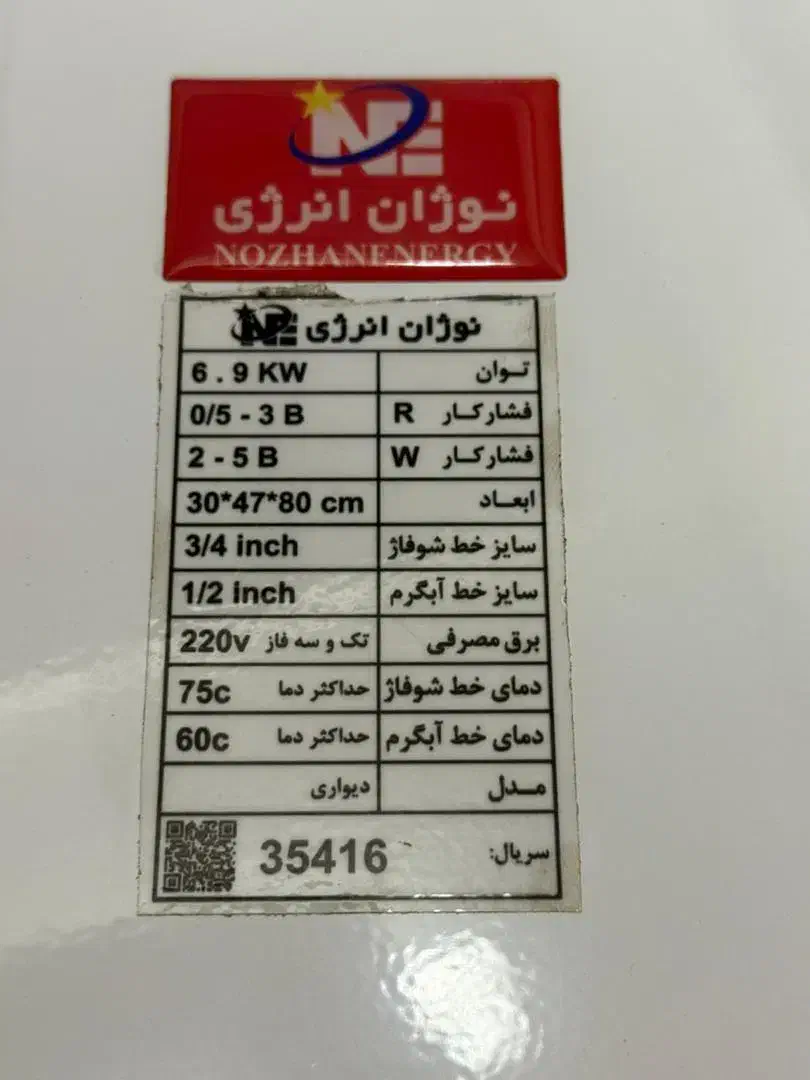 NE
نوژان انرژی
NOZHANENERGY
نوژان انرژی NE
توان 6 . 9 KW
فشارکار R 0/5 - 3 B
فشارکار W 2 - 5 B
ابعاد 30*47*80 cm
سایز خط شوفاژ 3/4 inch
سایز خط آبگرم 1/2 inch
برق مصرفی تک و سه فاز 220v
دمای خط شوفاژ حداکثر دما 75c
دمای خط آبگرم حداکثر دما 60c
مدل دیواری
سریال: 35416